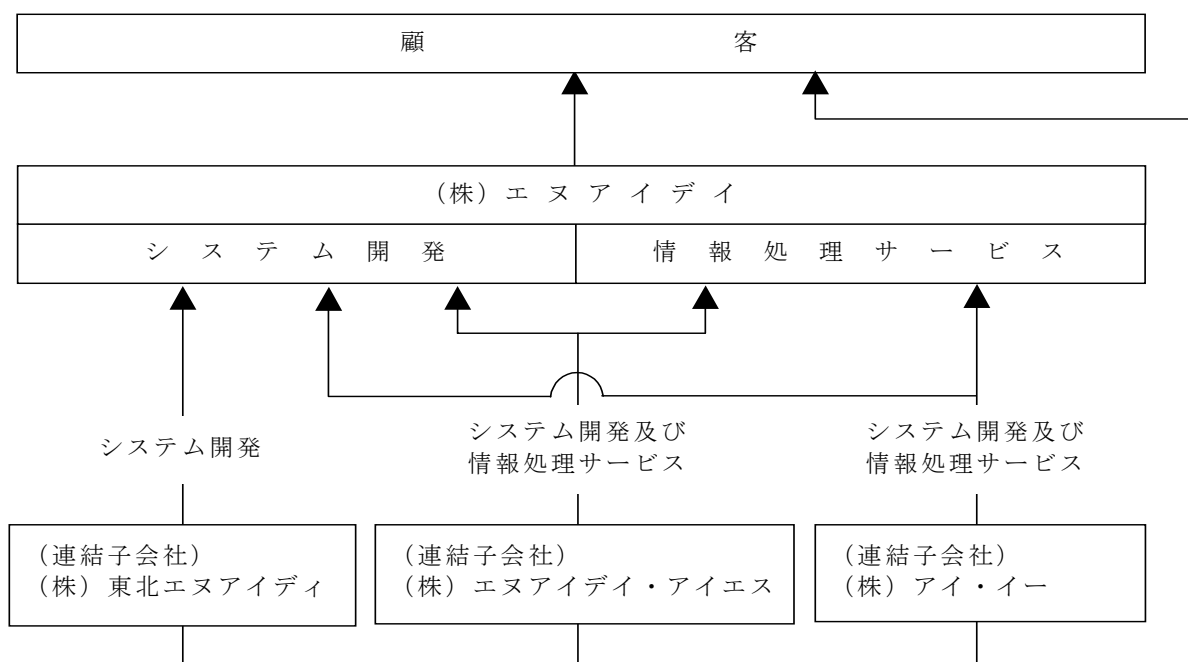 顧客
（株）エヌアイデイ
システム開発
情報処理サービス
システム開発
システム開発及び
情報処理サービス
システム開発及び
情報処理サービス
（連結子会社）
（株）東北エヌアイディ
（連結子会社）
（株）エヌアイデイ・アイエス
（連結子会社）
（株）アイ・イー